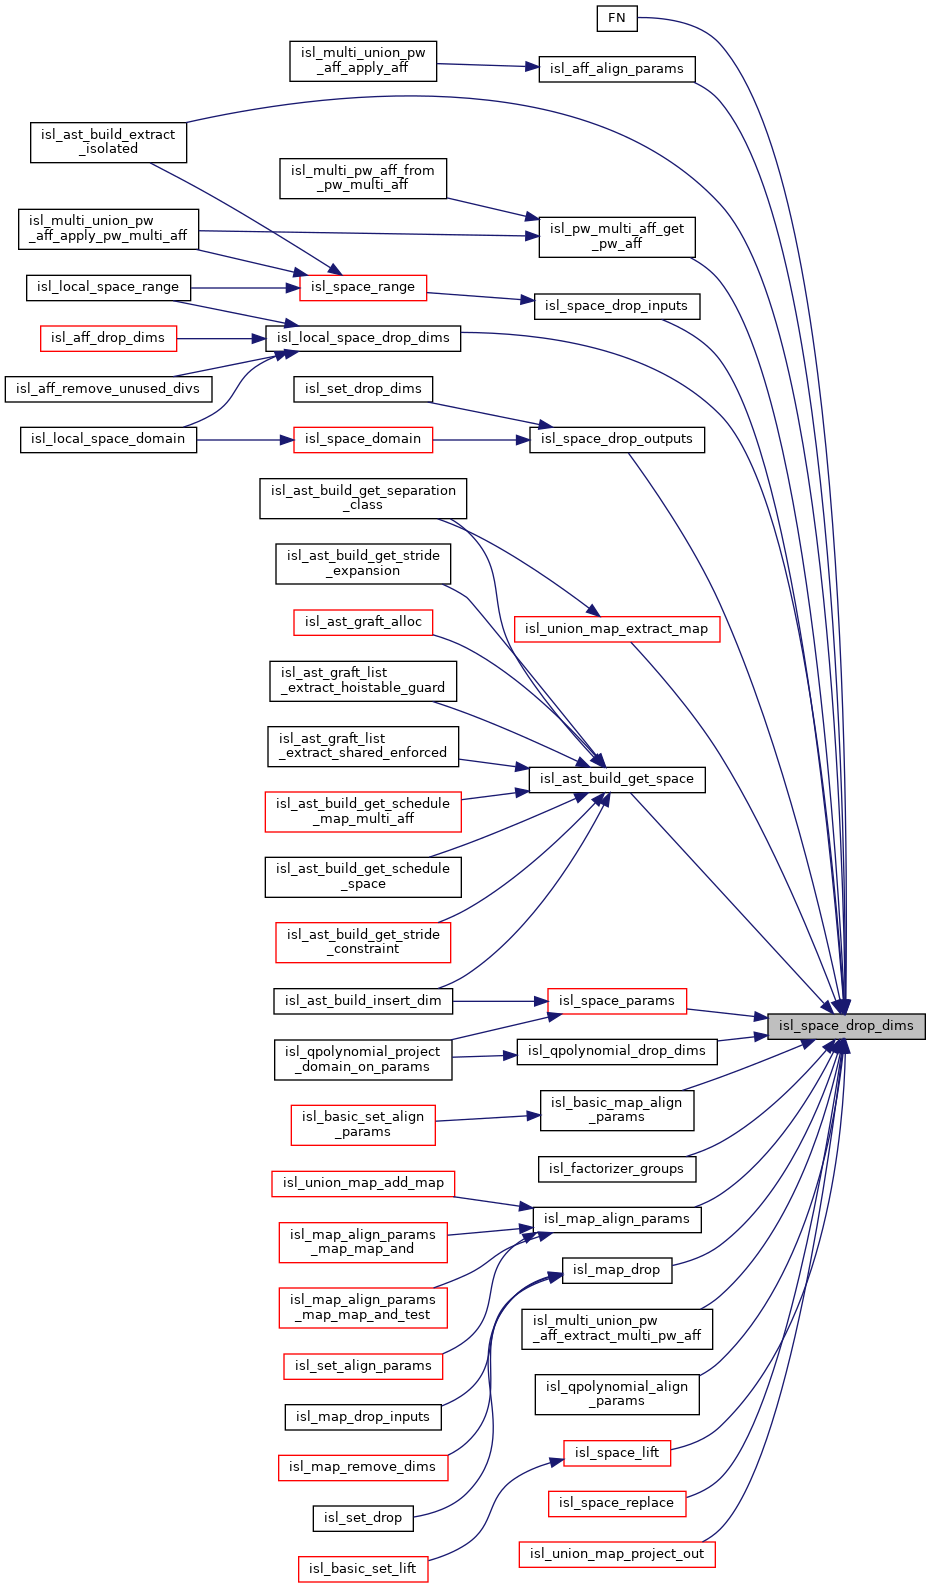 FN
isl_multi_union_pw
_aff_apply_aff
isl_aff_align_params
isl_ast_build_extract
_isolated
isl_multi_pw_aff_from
_pw_multi_aff
isl_multi_union_pw
_aff_apply_pw_multi_aff
isl_pw_multi_aff_get
_pw_aff
isl_local_space_range
isl_space_range
isl_space_drop_inputs
isl_aff_drop_dims
isl_local_space_drop_dims
isl_aff_remove_unused_divs
isl_set_drop_dims
isl_local_space_domain
isl_space_domain
isl_space_drop_outputs
isl_ast_build_get_separation
_class
isl_ast_build_get_stride
_expansion
isl_ast_graft_alloc
isl_union_map_extract_map
isl_ast_graft_list
_extract_hoistable_guard
isl_ast_graft_list
_extract_shared_enforced
isl_ast_build_get_space
isl_ast_build_get_schedule
_map_multi_aff
isl_ast_build_get_schedule
_space
isl_ast_build_get_stride
_constraint
isl_ast_build_insert_dim
isl_space_params
isl_space_drop_dims
isl_qpolynomial_project
_domain_on_params
isl_qpolynomial_drop_dims
isl_basic_set_align
_params
isl_basic_map_align
_params
isl_factorizer_groups
isl_union_map_add_map
isl_map_align_params
isl_map_align_params
_map_map_and
isl_map_drop
isl_map_align_params
_map_map_and_test
isl_multi_union_pw
_aff_extract_multi_pw_aff
isl_set_align_params
isl_qpolynomial_align
_params
isl_map_drop_inputs
isl_space_lift
isl_map_remove_dims
isl_space_replace
isl_set_drop
isl_union_map_project_out
isl_basic_set_lift